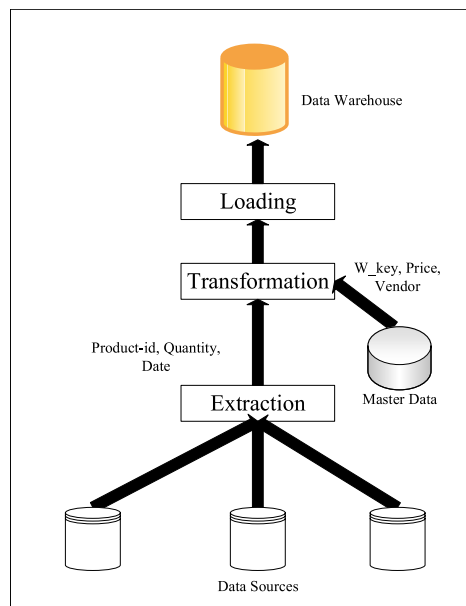 Data Warehouse
Loading
Transformation
W_key, Price,
Vendor
Product-id, Quantity,
Date
Master Data
Extraction
Data Sources